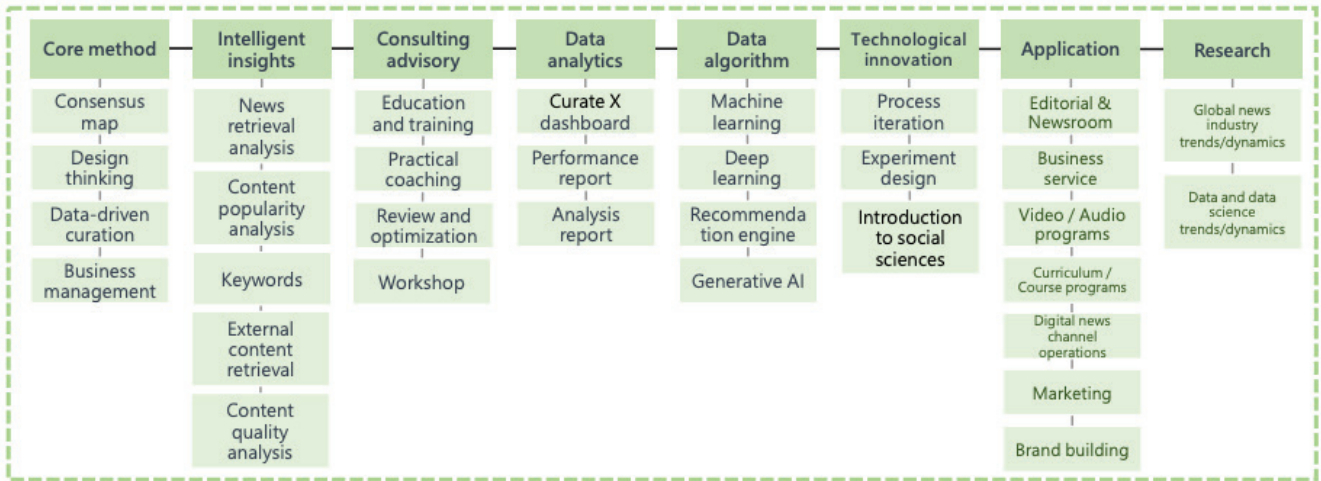 Core method
Intelligent
insights
Consulting
advisory
Data
analytics
Data
algorithm
Technological
innovation
Application
Research
Consensus
map
Design
thinking
Data-driven
curation
Business
management
News
retrieval
analysis
Content
popularity
analysis
Keywords
External
content
retrieval
Content
quality
analysis
Education
and training
Practical
coaching
Review and
optimization
Workshop
Curate X
dashboard
Performance
report
Analysis
report
Machine
learning
Deep
learning
Recommenda
tion engine
Generative AI
Process
iteration
Experiment
design
Introduction
to social
sciences
Editorial &
Newsroom
Business
service
Video / Audio
programs
Curriculum /
Course programs
Digital news
channel
operations
Marketing
Brand building
Global news
industry
trends/dynamics
Data and data
science
trends/dynamics